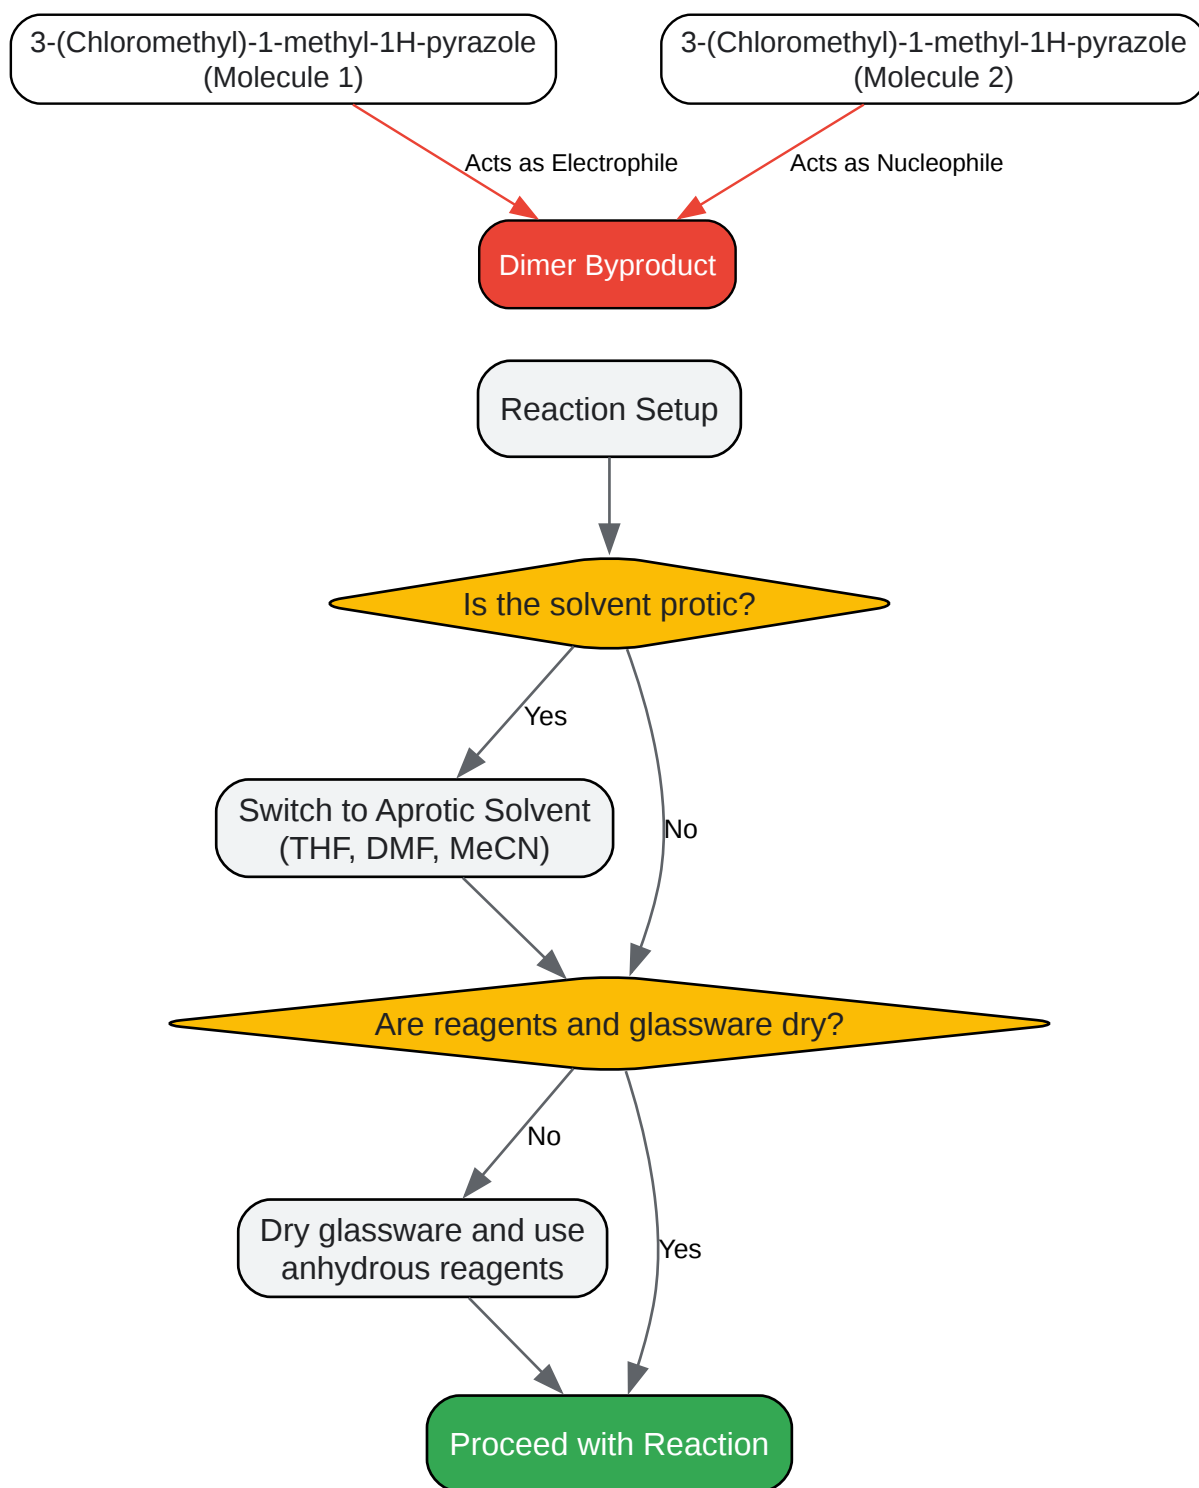 3-(Chloromethyl)-1-methyl-1H-pyrazole
(Molecule 1)
3-(Chloromethyl)-1-methyl-1H-pyrazole
(Molecule 2)
Acts as Electrophile
Acts as Nucleophile
Dimer Byproduct
Reaction Setup
Is the solvent protic?
Yes
Switch to Aprotic Solvent
(THF, DMF, MeCN)
No
Are reagents and glassware dry?
No
Dry glassware and use
anhydrous reagents
Yes
Proceed with Reaction